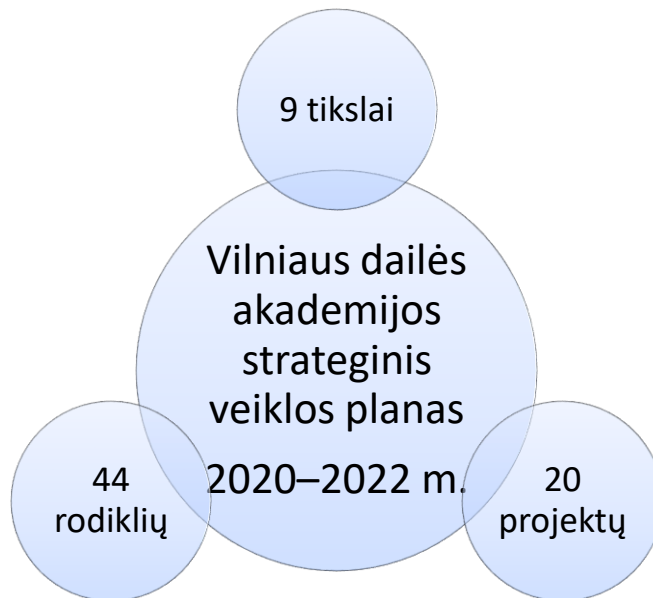 9 tikslai
Vilniaus dailės
akademijos
strateginis
veiklos planas
2020–2022 m.
44
rodiklių
20
projektų